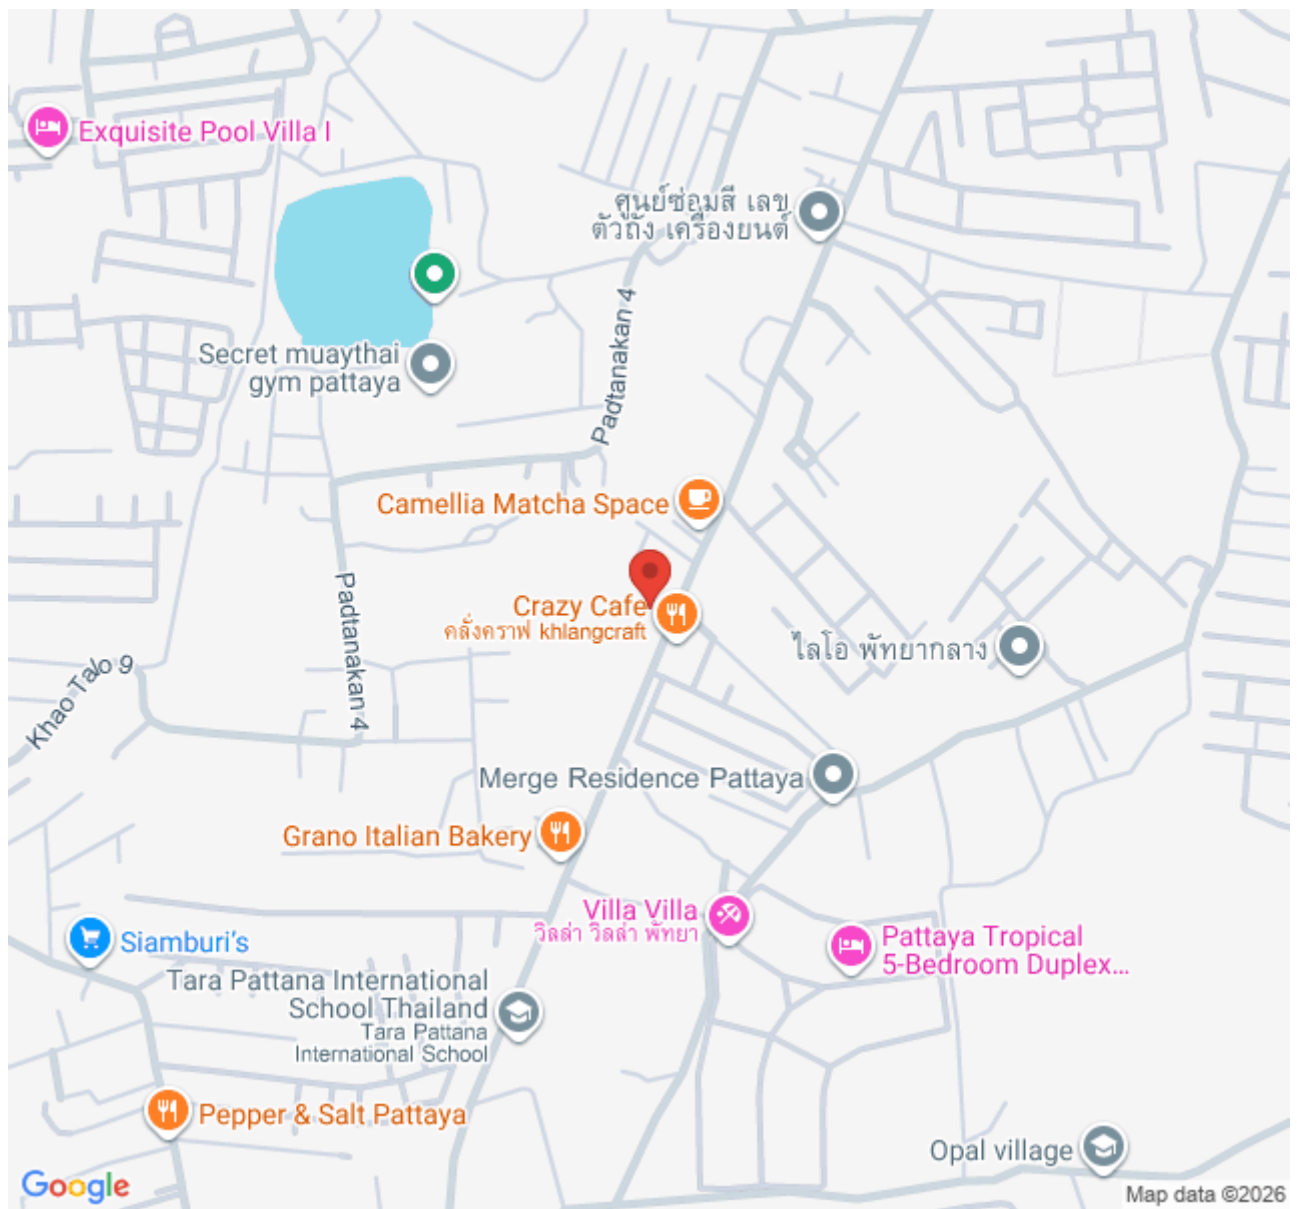 Exquisite Pool Villa I
ศูนย์ซ่อมสี เลข
ตัวถัง เครื่องยนต์
Padtanakan 4
Secret muaythai
gym pattaya
Camellia Matcha Space
Crazy Cafe
คลั่งคราฟ khlangcraft
Padtanakan 4
ไลโอ พัทยากลาง
Khao Talo 9
Merge Residence Pattaya
Grano Italian Bakery
Villa Villa
วิลล่า วิลล่า พัทยา
Siamburi's
Pattaya Tropical
5-Bedroom Duplex...
Tara Pattana International
School Thailand
Tara Pattana
International School
Pepper & Salt Pattaya
Opal village
Google
Map data ©2026